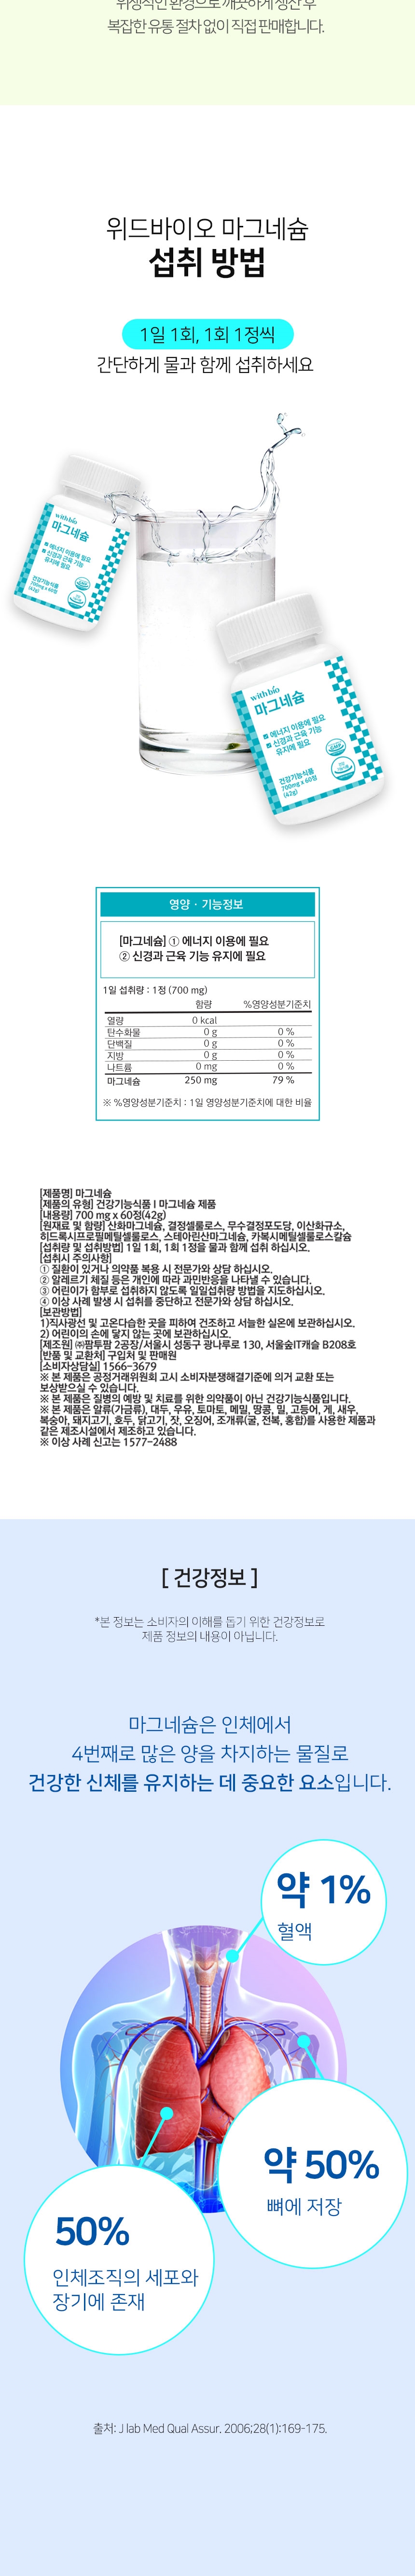 위생적인 환경으로 깨끗하게 생산 후
복잡한 유통 절차 없이 직접 판매합니다.
위드바이오 마그네슘
섭취 방법
1일 1회, 1회 1정씩
간단하게 물과 함께 섭취하세요
withbio
마그네슘
에너지 이용에 필요
신경과 근육 기능
유지에 필요
건강기능식품
700mg x 60정
(42g)
withbio
마그네슘
에너지 이용에 필요
신경과 근육 기능
유지에 필요
GMP
건강기능식품
700mg x 60정
(42g)
영양 · 기능정보
[마그네슘] ① 에너지 이용에 필요
② 신경과 근육 기능 유지에 필요
1일 섭취량 : 1정 (700 mg)
함량 %영양성분기준치
열량 0 kcal
탄수화물 0 g 0 %
단백질 0 g 0 %
지방 0 g 0 %
나트륨 0 mg 0 %
마그네슘 250 mg 79 %
※ %영양성분기준치 : 1일 영양성분기준치에 대한 비율
[제품명] 마그네슘
[제품의 유형] 건강기능식품 I 마그네슘 제품
[내용량] 700 mg x 60정(42g)
[원재료 및 함량] 산화마그네슘, 결정셀룰로스, 무수결정포도당, 이산화규소,
히드록시프로필메틸셀룰로스, 스테아린산마그네슘, 카복시메틸셀룰로스칼슘
[섭취량 및 섭취방법] 1일 1회, 1회 1정을 물과 함께 섭취 하십시오.
[섭취시 주의사항]
① 질환이 있거나 의약품 복용 시 전문가와 상담 하십시오.
② 알레르기 체질 등은 개인에 따라 과민반응을 나타낼 수 있습니다.
③ 어린이가 함부로 섭취하지 않도록 일일섭취량 방법을 지도하십시오.
④ 이상 사례 발생 시 섭취를 중단하고 전문가와 상담 하십시오.
[보관방법]
1)직사광선 및 고온다습한 곳을 피하여 건조하고 서늘한 실온에 보관하십시오.
2) 어린이의 손에 닿지 않는 곳에 보관하십시오.
[제조원] ㈜팜투팜 2공장/서울시 성동구 광나루로 130, 서울숲IT캐슬 B208호
[반품 및 교환처] 구입처 및 판매원
[소비자상담실] 1566-3679
※ 본 제품은 공정거래위원회 고시 소비자분쟁해결기준에 의거 교환 또는
보상받으실 수 있습니다.
※ 본 제품은 질병의 예방 및 치료를 위한 의약품이 아닌 건강기능식품입니다.
※ 본 제품은 알류(가금류), 대두, 우유, 토마토, 메밀, 땅콩, 밀, 고등어, 게, 새우,
복숭아, 돼지고기, 호두, 닭고기, 잣, 오징어, 조개류(굴, 전복, 홍합)를 사용한 제품과
같은 제조시설에서 제조하고 있습니다.
※ 이상 사례 신고는 1577-2488
[ 건강정보 ]
*본 정보는 소비자의 이해를 돕기 위한 건강정보로
제품 정보의 내용이 아닙니다.
마그네슘은 인체에서
4번째로 많은 양을 차지하는 물질로
건강한 신체를 유지하는 데 중요한 요소입니다.
약 1%
혈액
약 50%
뼈에 저장
50%
인체조직의 세포와
장기에 존재
출처: J lab Med Qual Assur. 2006;28(1):169-175.